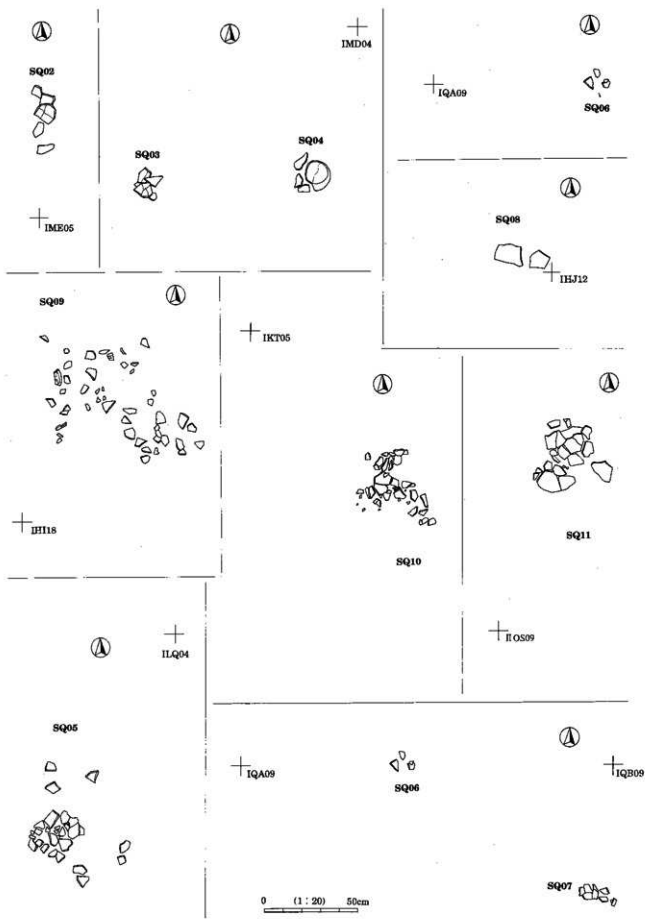 IMD04
SQ02
IQA09
SQ06
SQ03
SQ04
SQ08
IME05
IHJ12
SQ09
IKT05
IHI18
SQ10
SQ11
IIOS09
ILQ04
SQ05
IQA09
SQ06
IQB09
SQ07
0 (1:20) 50cm